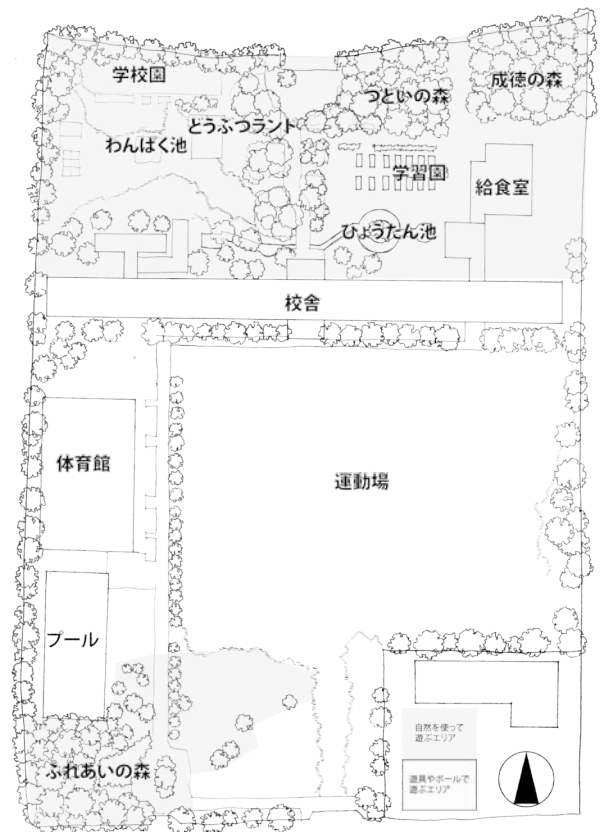 学校園
つどいの森
成徳の森
どうぶつランド
わんぱく池
学習園
給食室
ひょうたん池
校舎
体育館
運動場
プール
自然を使って
遊ぶエリア
ふれあいの森
遊具やボールで
遊ぶエリア